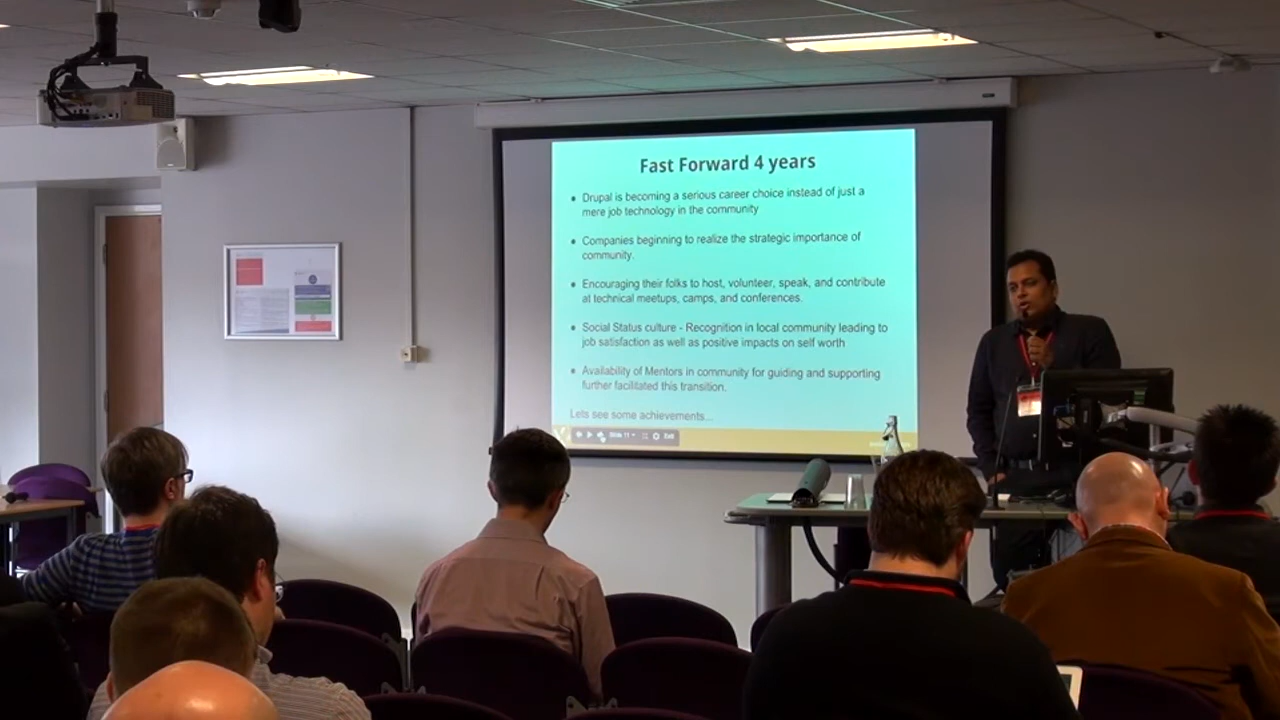 Fast Forward 4 years
• Drupal is becoming a serious career choice instead of just a
mere job technology in the community
• Companies beginning to realize the strategic importance of
community.
• Encouraging their folks to host, volunteer, speak, and contribute
at technical meetups, camps, and conferences.
• Social Status culture - Recognition in local community leading to
job satisfaction as well as positive impacts on self worth
• Availability of Mentors in community for guiding and supporting
further facilitated this transition.
Lets see some achievements...
Slide 11
Exit